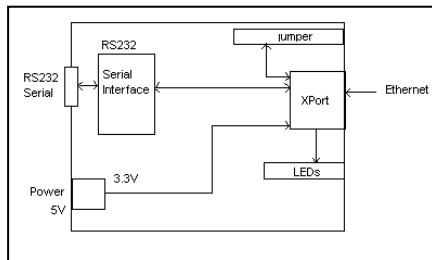 jumper
RS232
RS232
Serial
Serial
Interface
XPort
Ethernet
3.3V
Power
5V
LEDs